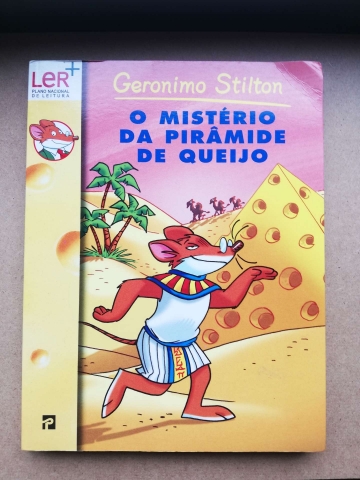 LeR+
PLANO NACIONAL
DE LEITURA
Geronimo Stilton
O MISTÉRIO
DA PIRÂMIDE
DE QUEIJO
P